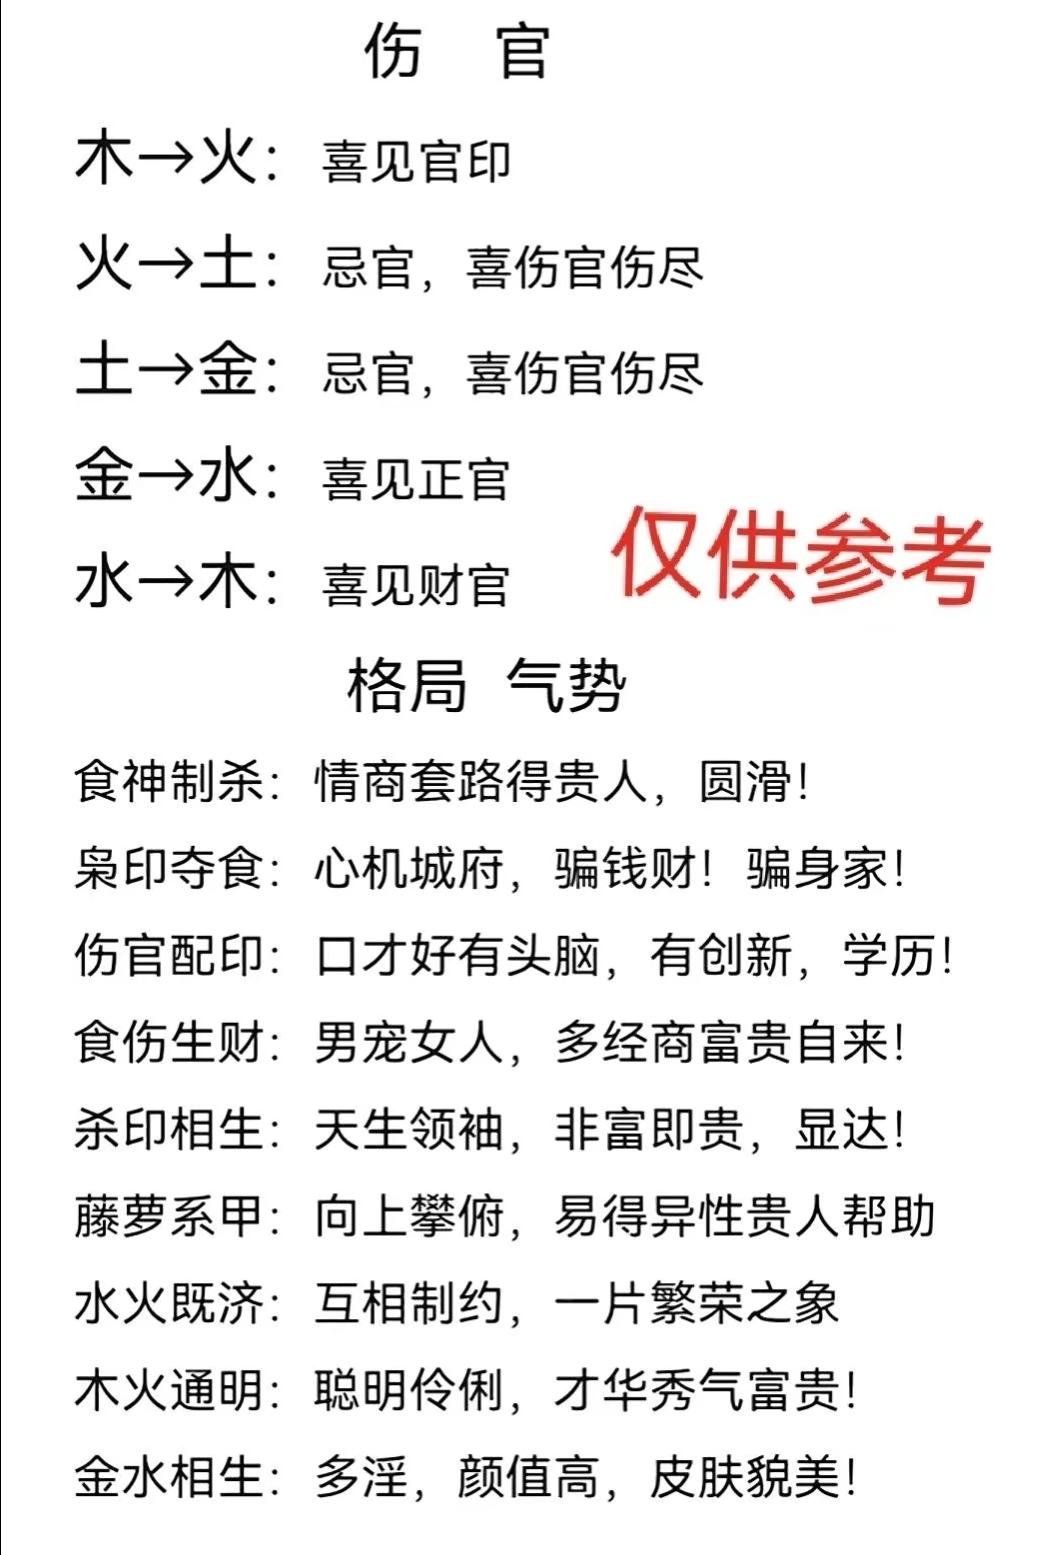 伤 官
木→火：喜见官印
火→土：忌官，喜伤官伤尽
土→金：忌官，喜伤官伤尽
金→水：喜见正官
仅供参考
水→木：喜见财官
格局 气势
食神制杀：情商套路得贵人，圆滑！
枭印夺食：心机城府，骗钱财！骗身家！
伤官配印：口才好有头脑，有创新，学历！
食伤生财：男宠女人，多经商富贵自来！
杀印相生：天生领袖，非富即贵，显达！
藤萝系甲：向上攀俯，易得异性贵人帮助
水火既济：互相制约，一片繁荣之象
木火通明：聪明伶俐，才华秀气富贵！
金水相生：多淫，颜值高，皮肤貌美！